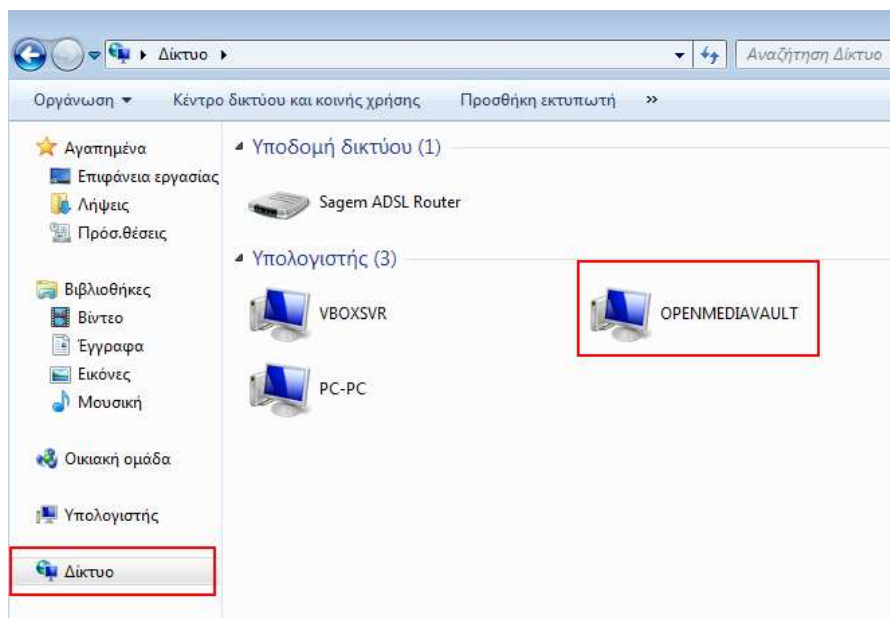 Δίκτυο
Αναζήτηση Δίκτυο
Οργάνωση
Κέντρο δικτύου και κοινής χρήσης
Προσθήκη εκτυπωτή
»
Αγαπημένα
Επιφάνεια εργασίας
Λήψεις
Πρόσ.θέσεις
Βιβλιοθήκες
Βίντεο
Έγγραφα
Εικόνες
Μουσική
Οικιακή ομάδα
Υπολογιστής
Δίκτυο
Υποδομή δικτύου (1)
Sagem ADSL Router
Υπολογιστής (3)
VBOXSVR
OPENMEDIAVAULT
PC-PC